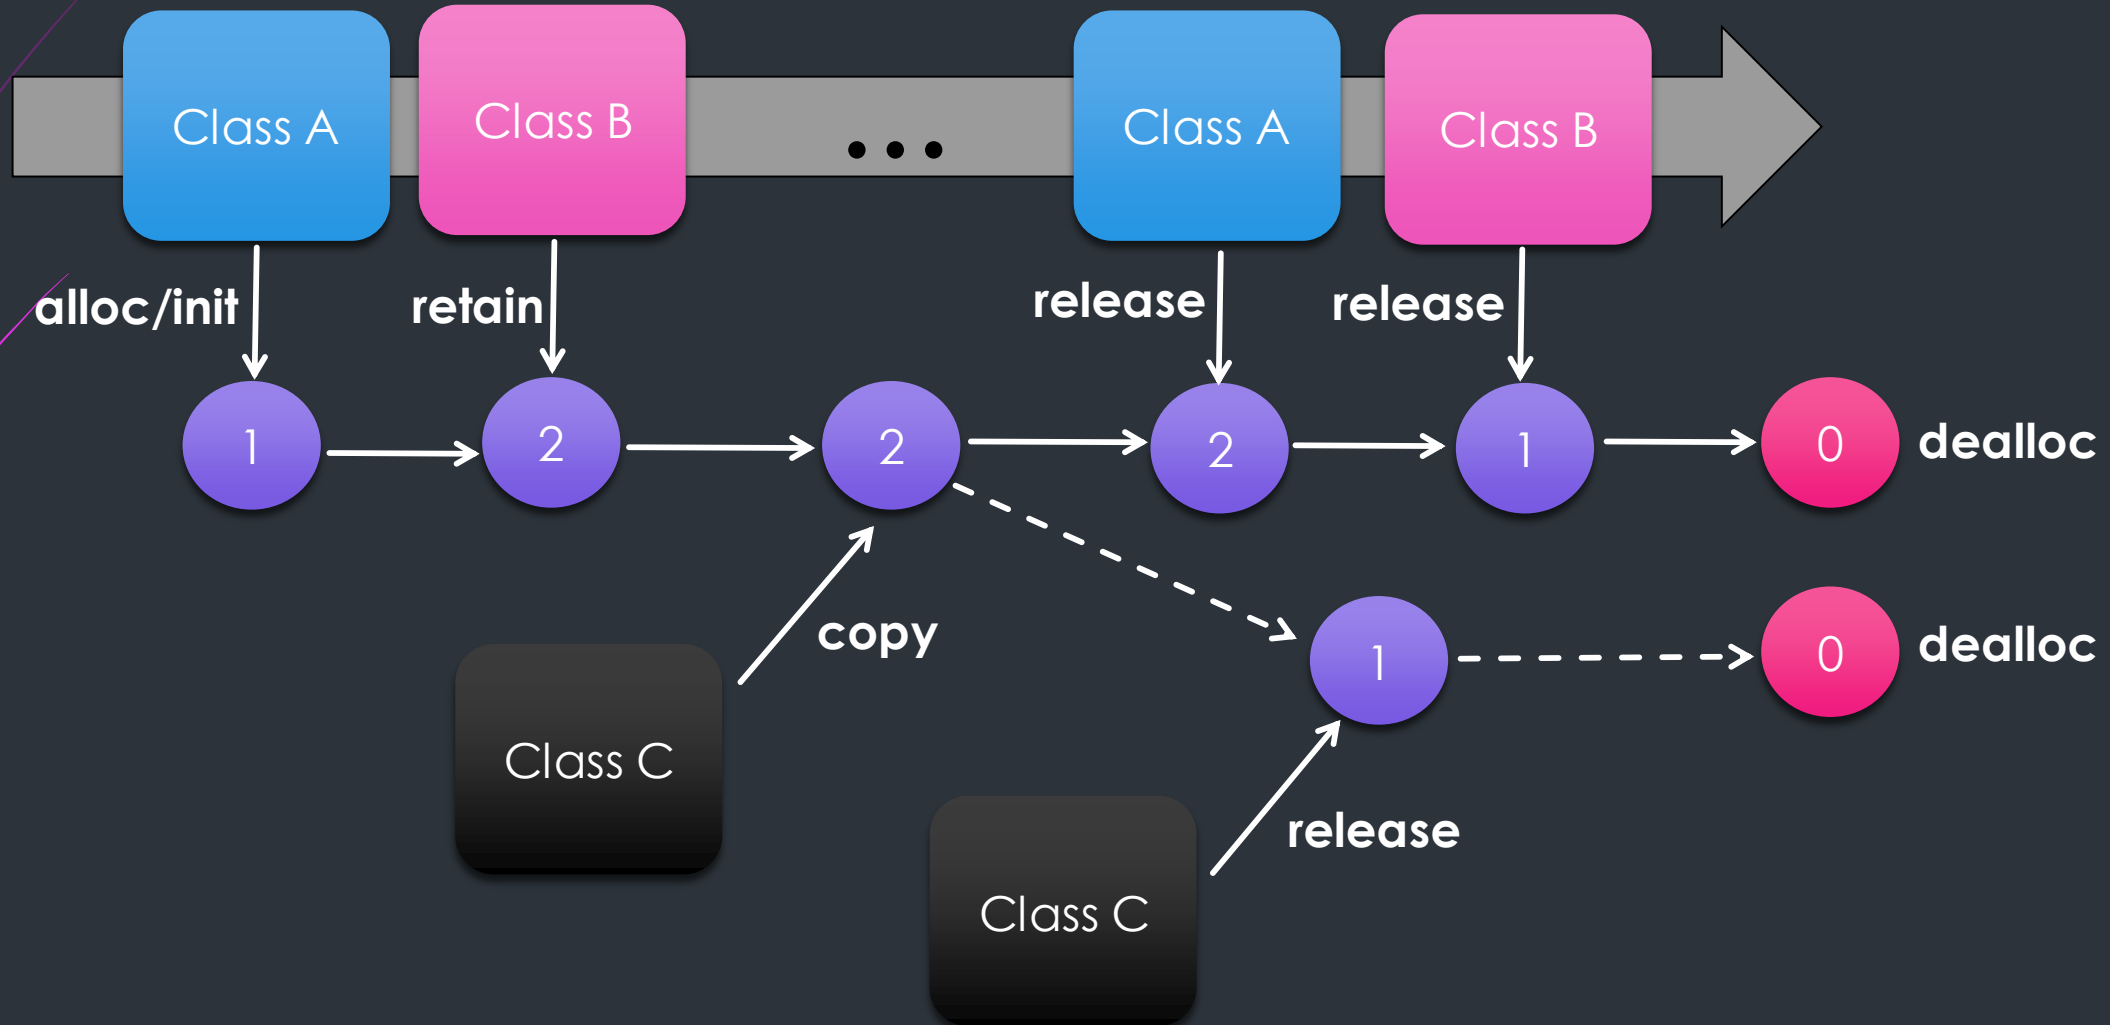 Class A
Class B
...
Class A
Class B
alloc/init
retain
release
release
1
2
2
2
1
0
dealloc
copy
1
0
dealloc
Class C
release
Class C